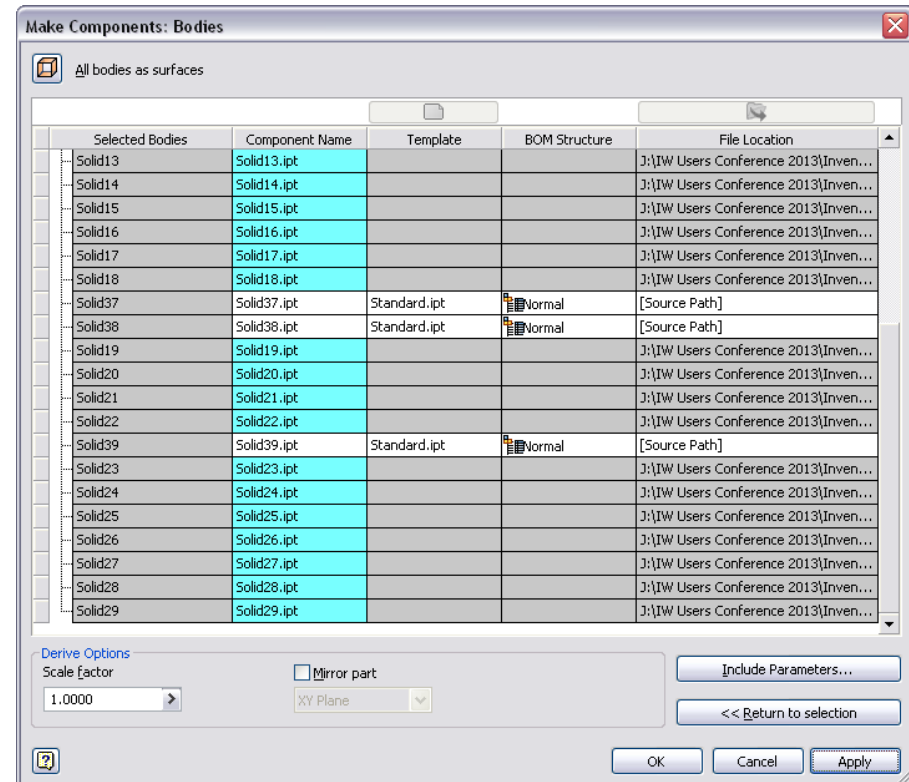 Make Components: Bodies
All bodies as surfaces
Selected Bodies Component Name Template BOM Structure File Location
Solid13 Solid13.ipt J:\IW Users Conference 2013\Inven...
Solid14 Solid14.ipt J:\IW Users Conference 2013\Inven...
Solid15 Solid15.ipt J:\IW Users Conference 2013\Inven...
Solid16 Solid16.ipt J:\IW Users Conference 2013\Inven...
Solid17 Solid17.ipt J:\IW Users Conference 2013\Inven...
Solid18 Solid18.ipt J:\IW Users Conference 2013\Inven...
Solid37 Solid37.ipt Standard.ipt Normal [Source Path]
Solid38 Solid38.ipt Standard.ipt Normal [Source Path]
Solid19 Solid19.ipt J:\IW Users Conference 2013\Inven...
Solid20 Solid20.ipt J:\IW Users Conference 2013\Inven...
Solid21 Solid21.ipt J:\IW Users Conference 2013\Inven...
Solid22 Solid22.ipt J:\IW Users Conference 2013\Inven...
Solid39 Solid39.ipt Standard.ipt Normal [Source Path]
Solid23 Solid23.ipt J:\IW Users Conference 2013\Inven...
Solid24 Solid24.ipt J:\IW Users Conference 2013\Inven...
Solid25 Solid25.ipt J:\IW Users Conference 2013\Inven...
Solid26 Solid26.ipt J:\IW Users Conference 2013\Inven...
Solid27 Solid27.ipt J:\IW Users Conference 2013\Inven...
Solid28 Solid28.ipt J:\IW Users Conference 2013\Inven...
Solid29 Solid29.ipt J:\IW Users Conference 2013\Inven...
Derive Options
Scale factor Mirror part Include Parameters...
1.0000 XY Plane
<< Return to selection
OK Cancel Apply